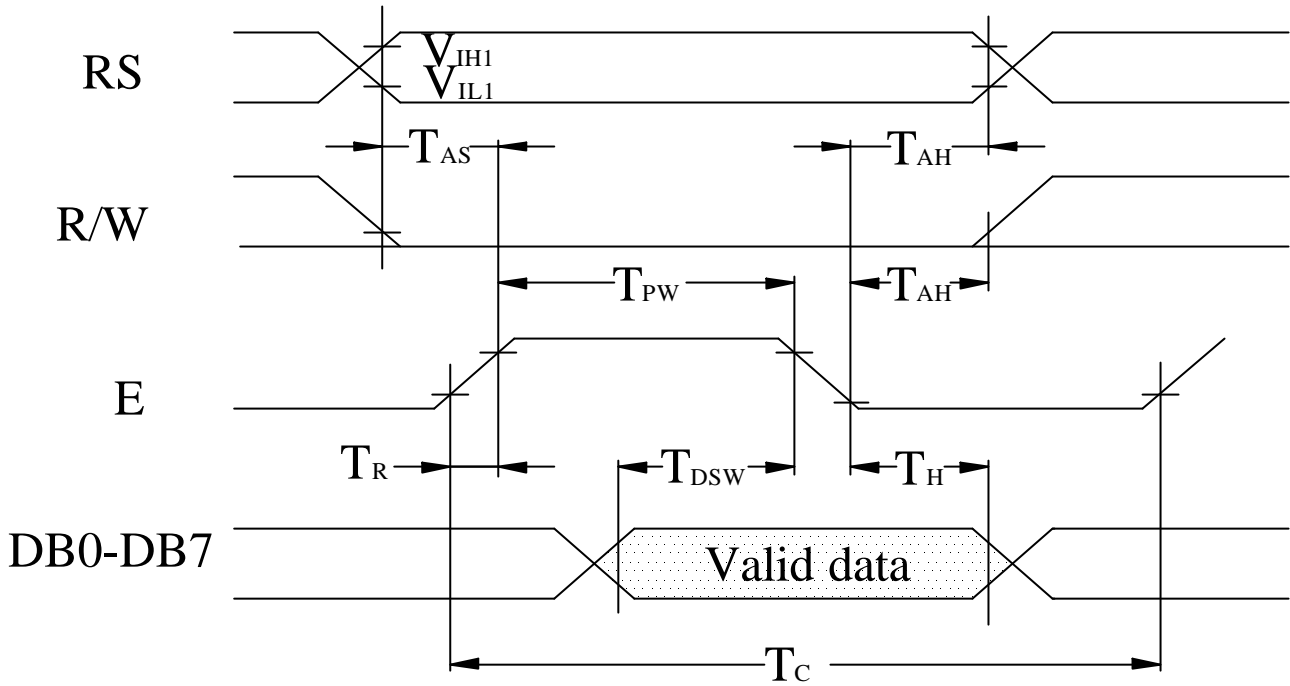 RS
VIH1
VIL1
TAS
TAH
R/W
TPW
TAH
E
TR
TDSW
TH
DB0-DB7
Valid data
TC